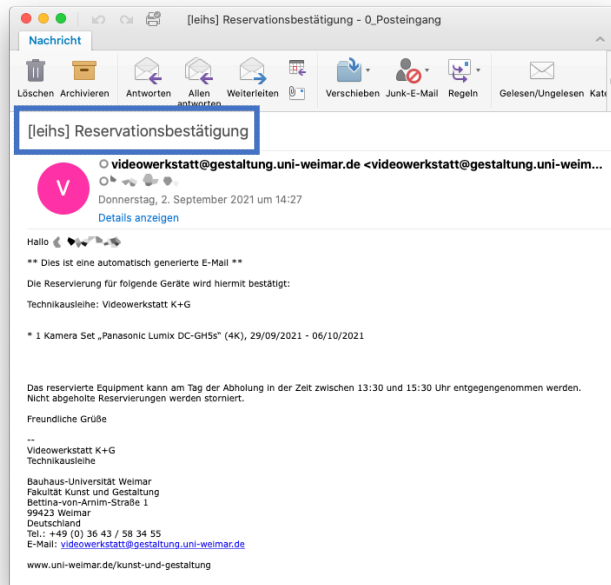 [leihs] Reservationsbestätigung - 0_Posteingang
Nachricht
Löschen Archivieren Antworten Allen antworten Weiterleiten Verschieben Junk-E-Mail Regeln Gelesen/Ungelesen Kate
[leihs] Reservationsbestätigung
V
videowerkstatt@gestaltung.uni-weimar.de <videowerkstatt@gestaltung.uni-weim...
Donnerstag, 2. September 2021 um 14:27
Details anzeigen
Hallo
** Dies ist eine automatisch generierte E-Mail **
Die Reservierung für folgende Geräte wird hiermit bestätigt:
Technikausleihe: Videowerkstatt K+G
* 1 Kamera Set „Panasonic Lumix DC-GH5s" (4K), 29/09/2021 - 06/10/2021
Das reservierte Equipment kann am Tag der Abholung in der Zeit zwischen 13:30 und 15:30 Uhr entgegengenommen werden.
Nicht abgeholte Reservierungen werden storniert.
Freundliche Grüße
--
Videowerkstatt K+G
Technikausleihe
Bauhaus-Universität Weimar
Fakultät Kunst und Gestaltung
Bettina-von-Arnim-Straße 1
99423 Weimar
Deutschland
Tel.: +49 (0) 36 43 / 58 34 55
E-Mail: videowerkstatt@gestaltung.uni-weimar.de
www.uni-weimar.de/kunst-und-gestaltung